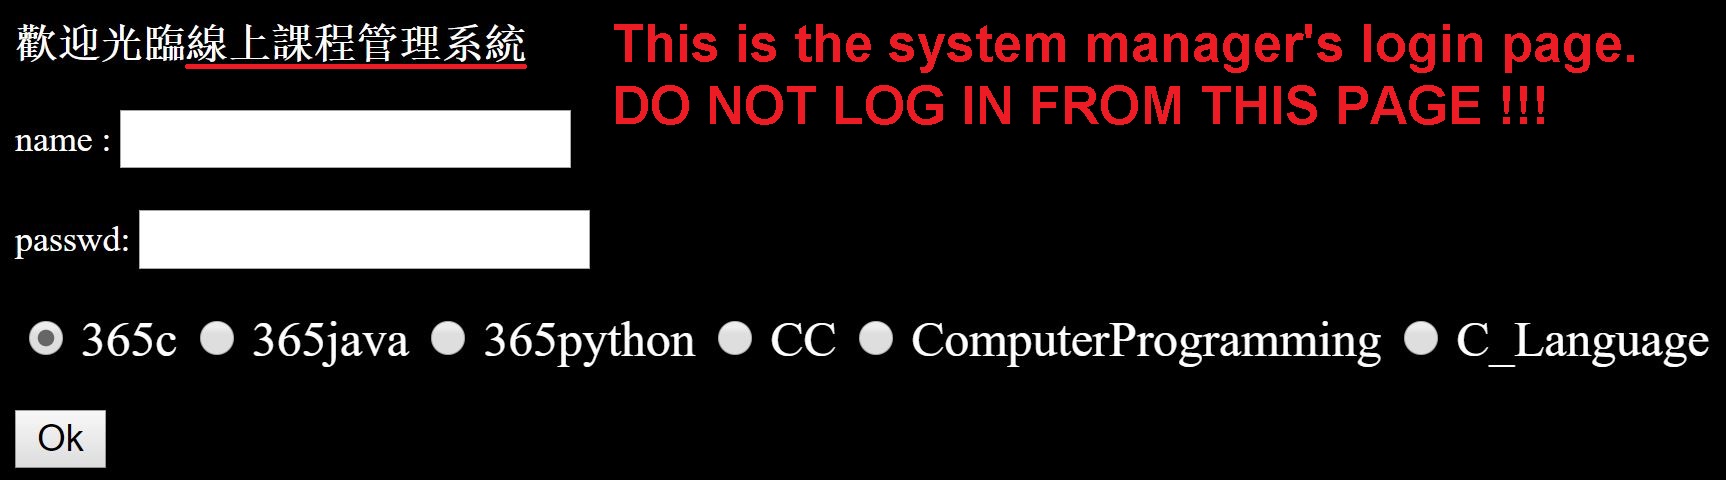 歡迎光臨線上課程管理系統
This is the system manager's login page.
DO NOT LOG IN FROM THIS PAGE !!!
name :
passwd:
365c 365java 365python CC ComputerProgramming C_Language
Ok